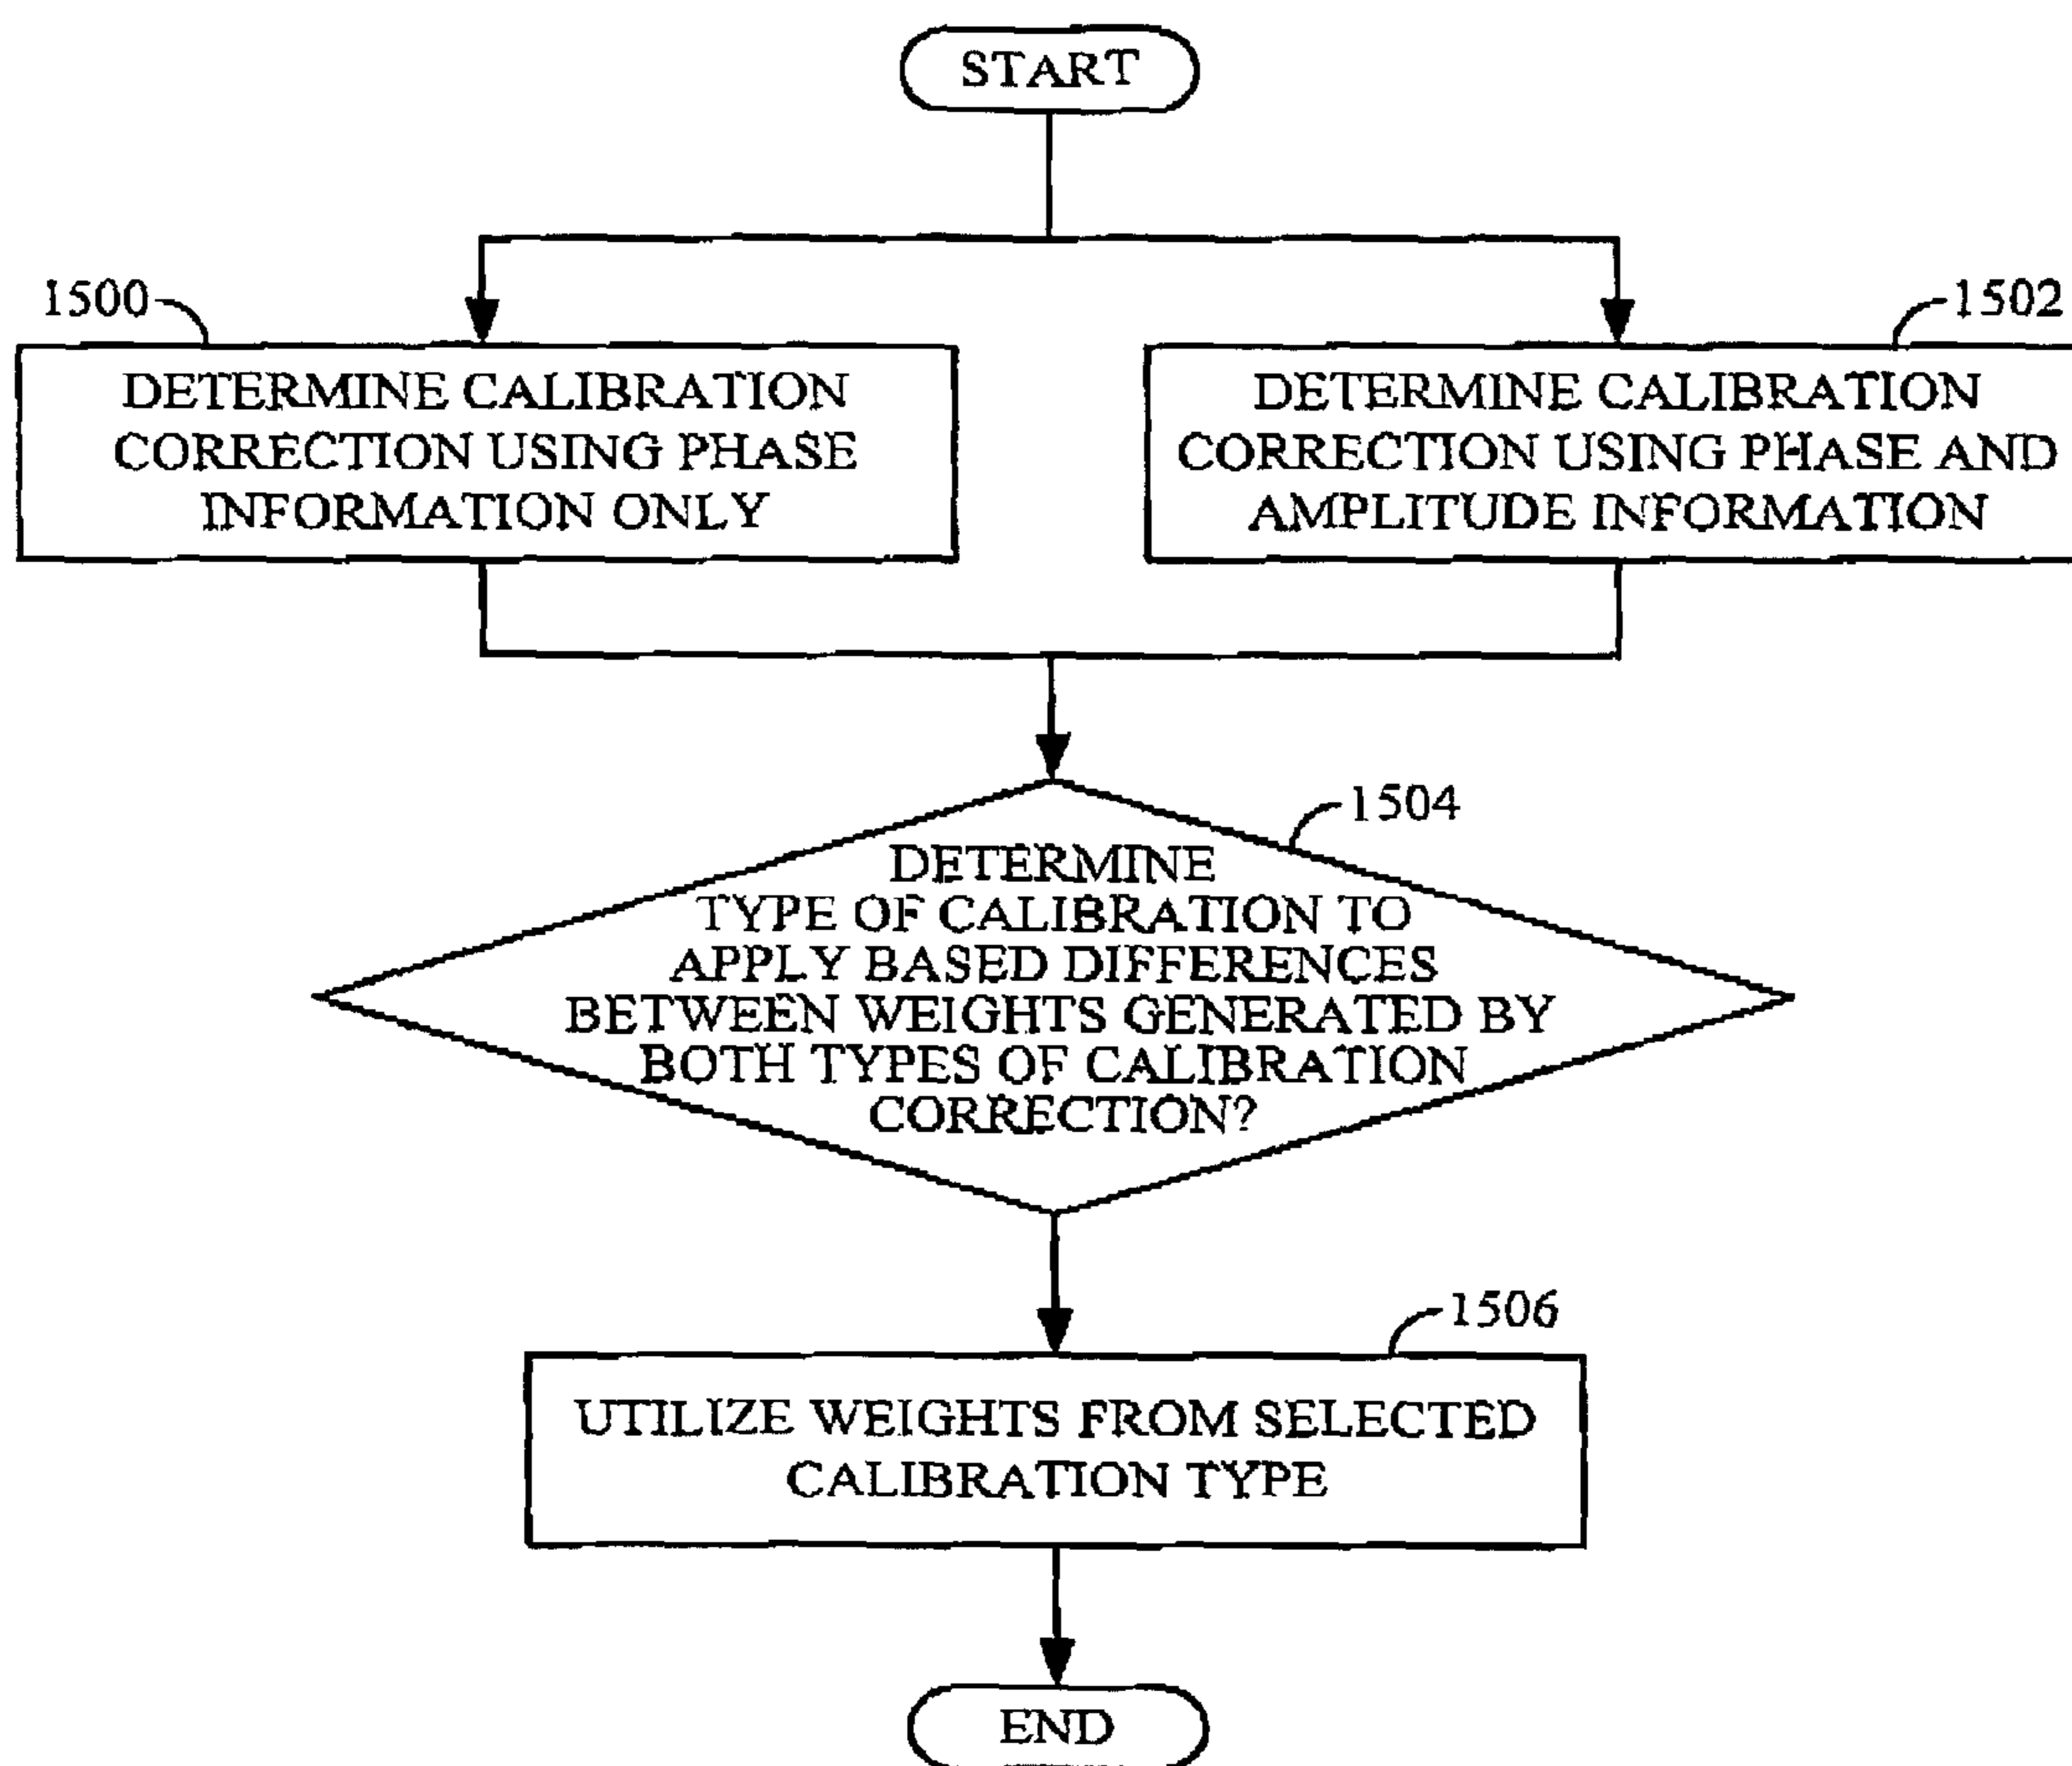 START
1500
1502
DETERMINE CALIBRATION
CORRECTION USING PHASE
INFORMATION ONLY
DETERMINE CALIBRATION
CORRECTION USING PHASE AND
AMPLITUDE INFORMATION
1504
DETERMINE
TYPE OF CALIBRATION TO
APPLY BASED DIFFERENCES
BETWEEN WEIGHTS GENERATED BY
BOTH TYPES OF CALIBRATION
CORRECTION?
1506
UTILIZE WEIGHTS FROM SELECTED
CALIBRATION TYPE
END